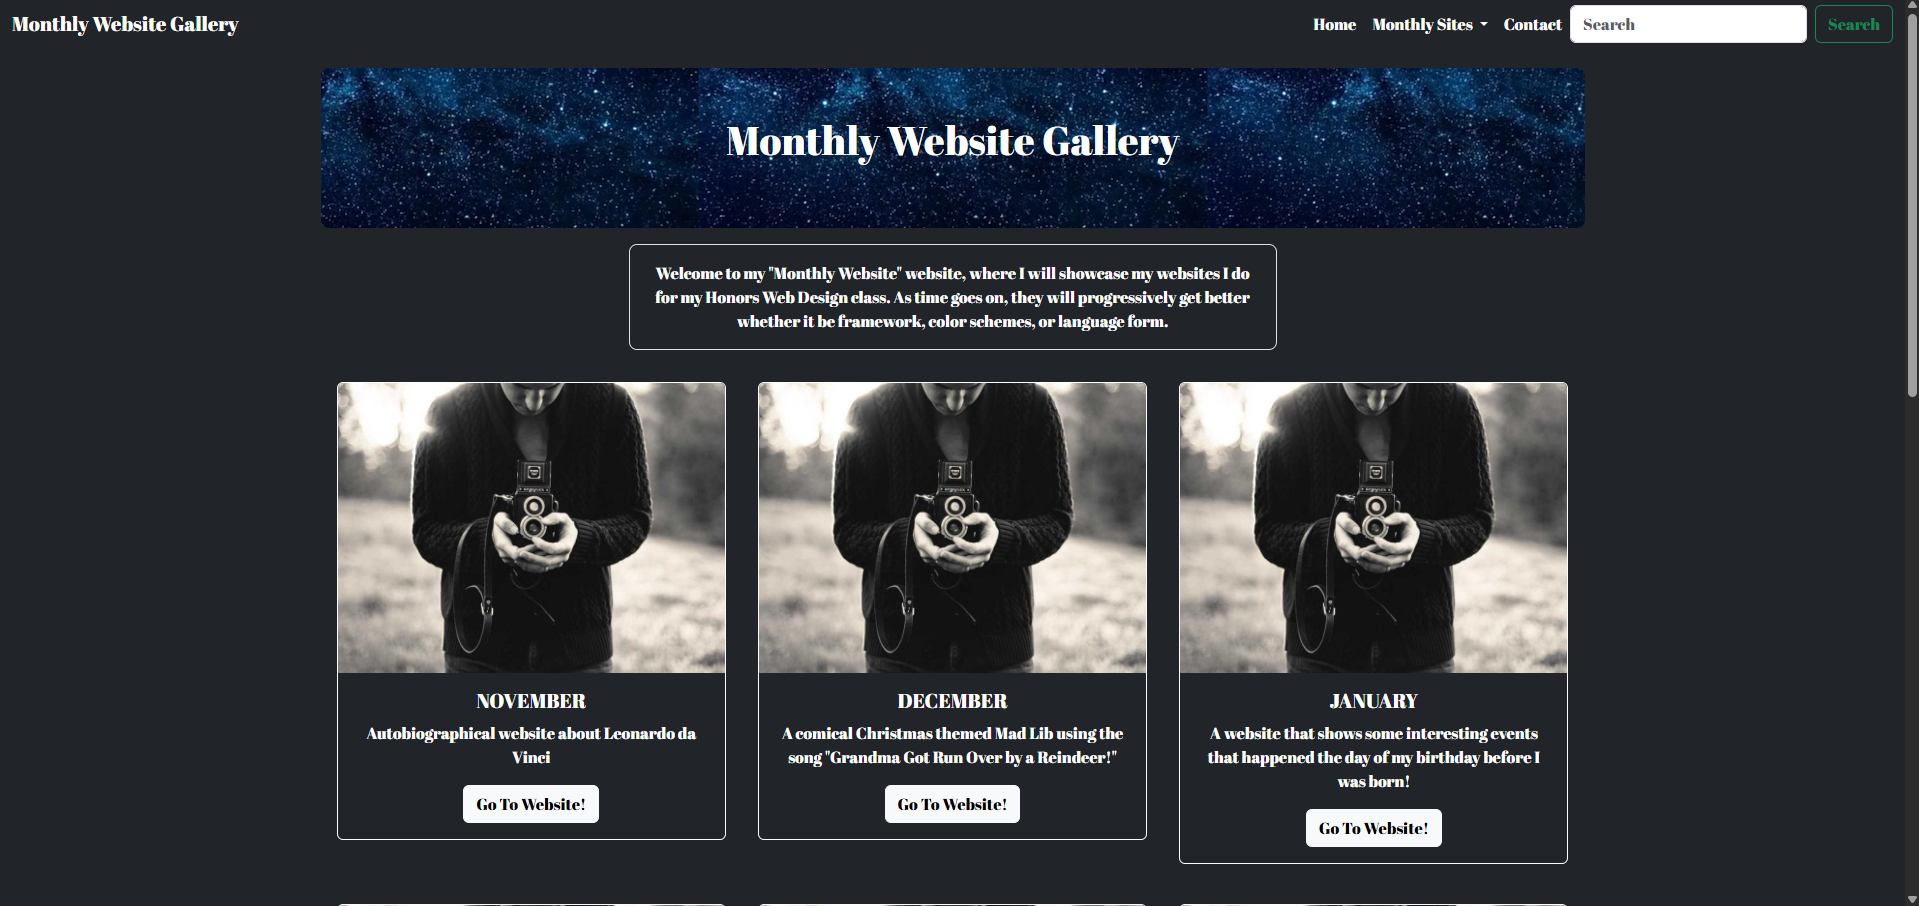 Monthly Website Gallery
Home Monthly Sites Contact Search Search
Monthly Website Gallery
Welcome to my "Monthly Website" website, where I will showcase my websites I do
for my Honors Web Design class. As time goes on, they will progressively get better
whether it be framework, color schemes, or language form.
NOVEMBER
Autobiographical website about Leonardo da
Vinci
Go To Website!
DECEMBER
A comical Christmas themed Mad Lib using the
song "Grandma Got Run Over by a Reindeer!"
Go To Website!
JANUARY
A website that shows some interesting events
that happened the day of my birthday before I
was born!
Go To Website!